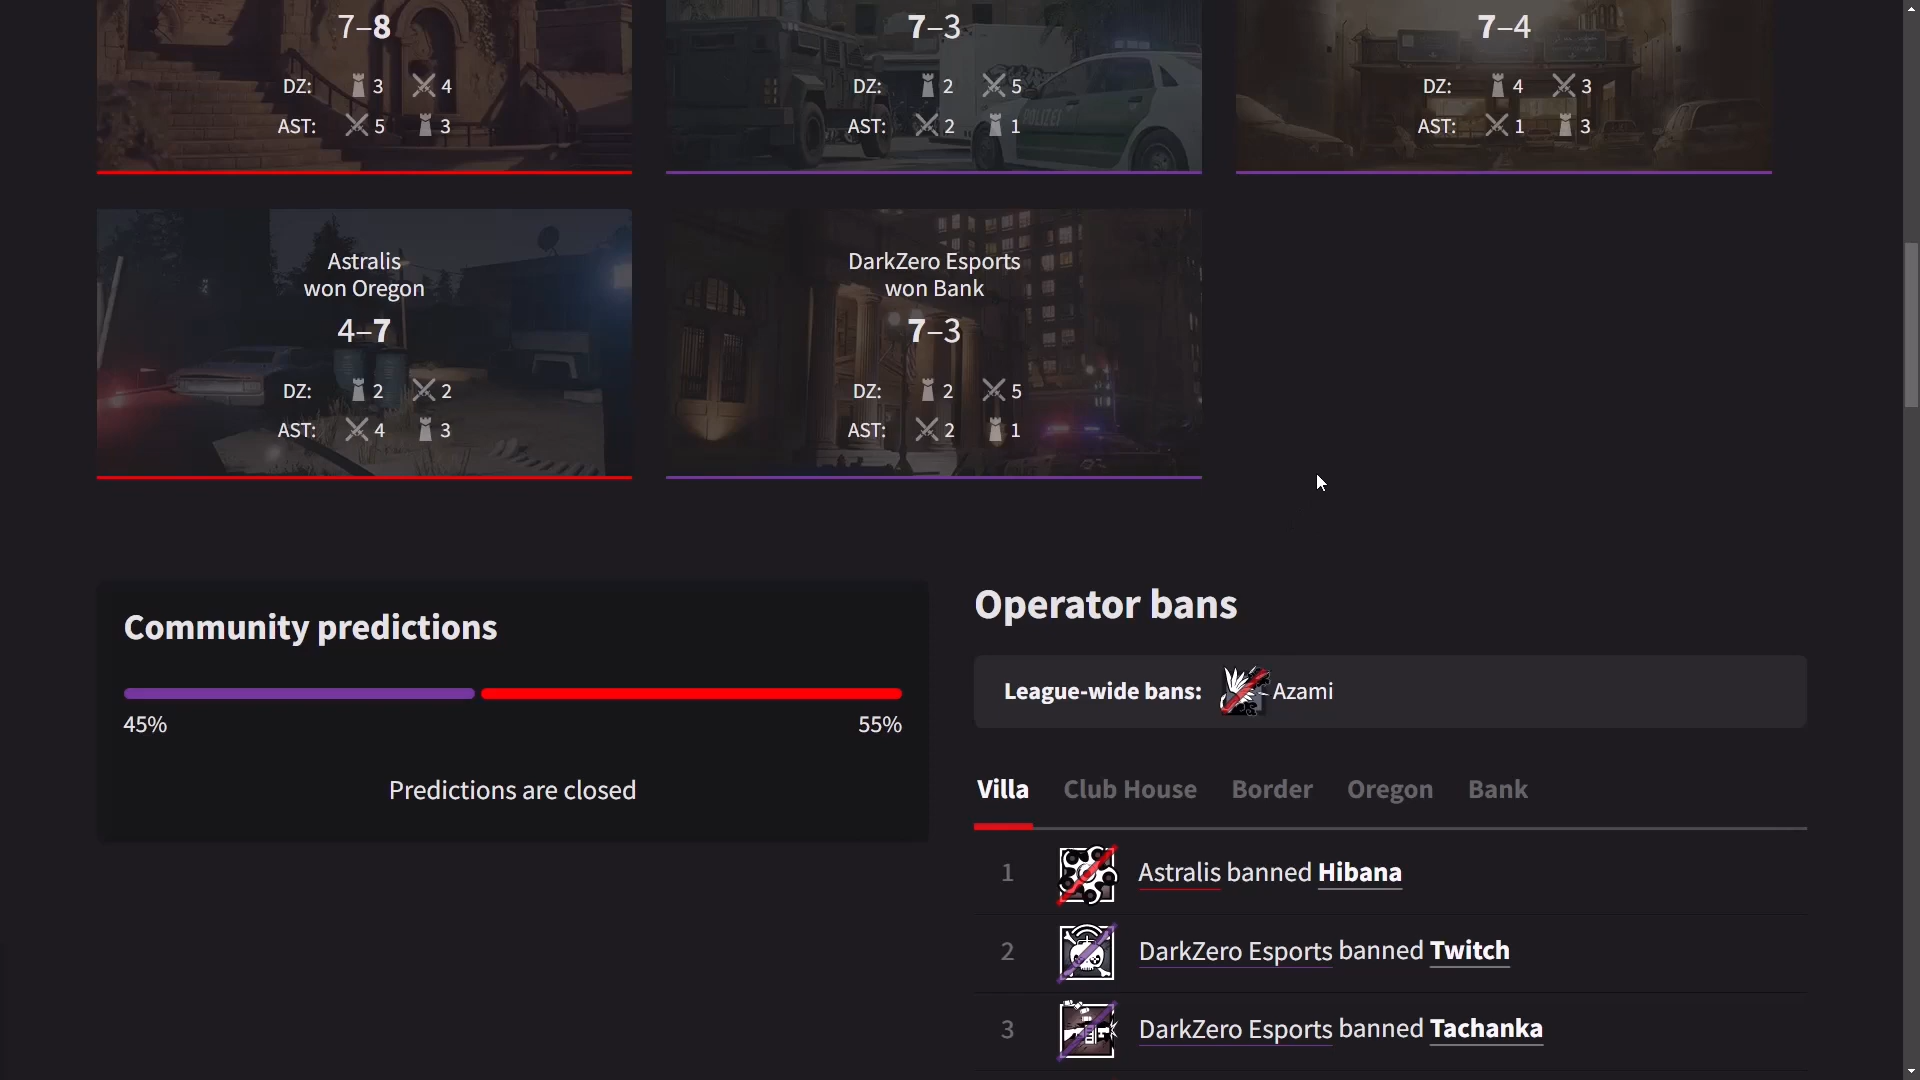 7–8
DZ: 3 4
AST: 5 3
7–3
DZ: 2 5
AST: 2 1
POLIZEI
7–4
DZ: 4 3
AST: 1 3
Astralis
won Oregon
4–7
DZ: 2 2
AST: 4 3
DarkZero Esports
won Bank
7–3
DZ: 2 5
AST: 2 1
Community predictions
45%
55%
Predictions are closed
Operator bans
League-wide bans: Azami
Villa Club House Border Oregon Bank
1 Astralis banned Hibana
2 DarkZero Esports banned Twitch
3 DarkZero Esports banned Tachanka